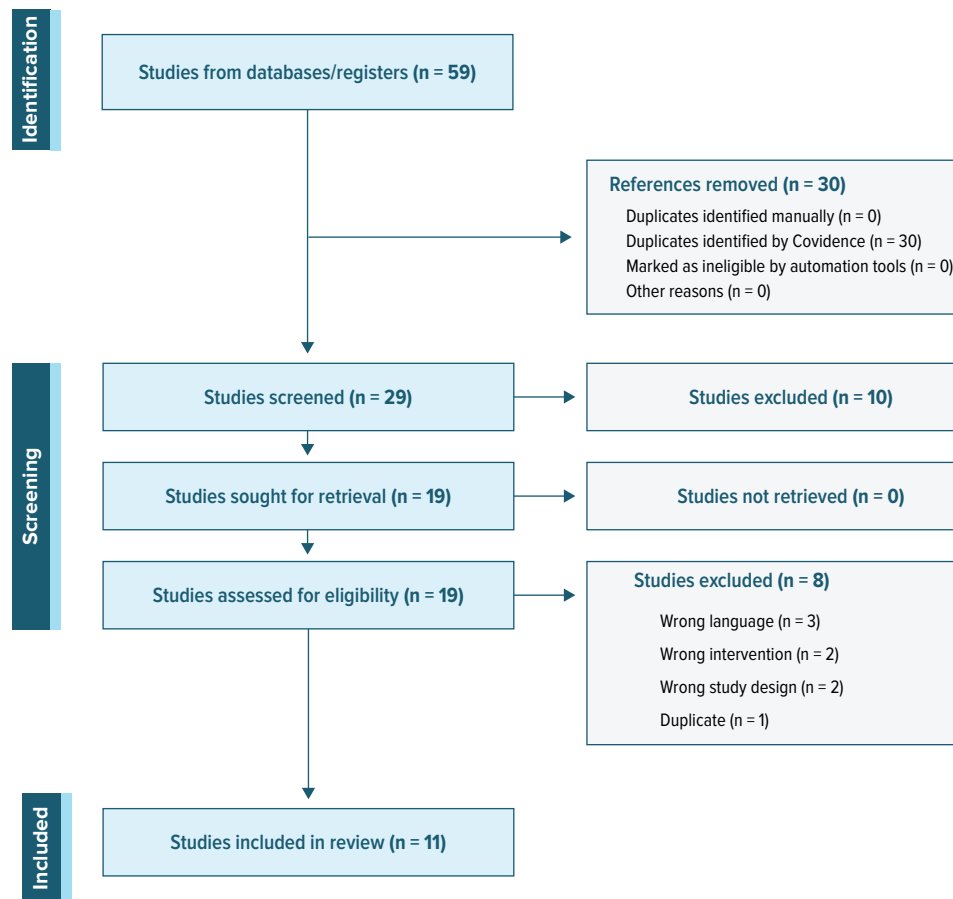 Identification
Studies from databases/registers (n = 59)
References removed (n = 30)
Duplicates identified manually (n = 0)
Duplicates identified by Covidence (n = 30)
Marked as ineligible by automation tools (n = 0)
Other reasons (n = 0)
Screening
Studies screened (n = 29)
Studies excluded (n = 10)
Studies sought for retrieval (n = 19)
Studies not retrieved (n = 0)
Studies assessed for eligibility (n = 19)
Studies excluded (n = 8)
Wrong language (n = 3)
Wrong intervention (n = 2)
Wrong study design (n = 2)
Duplicate (n = 1)
Included
Studies included in review (n = 11)